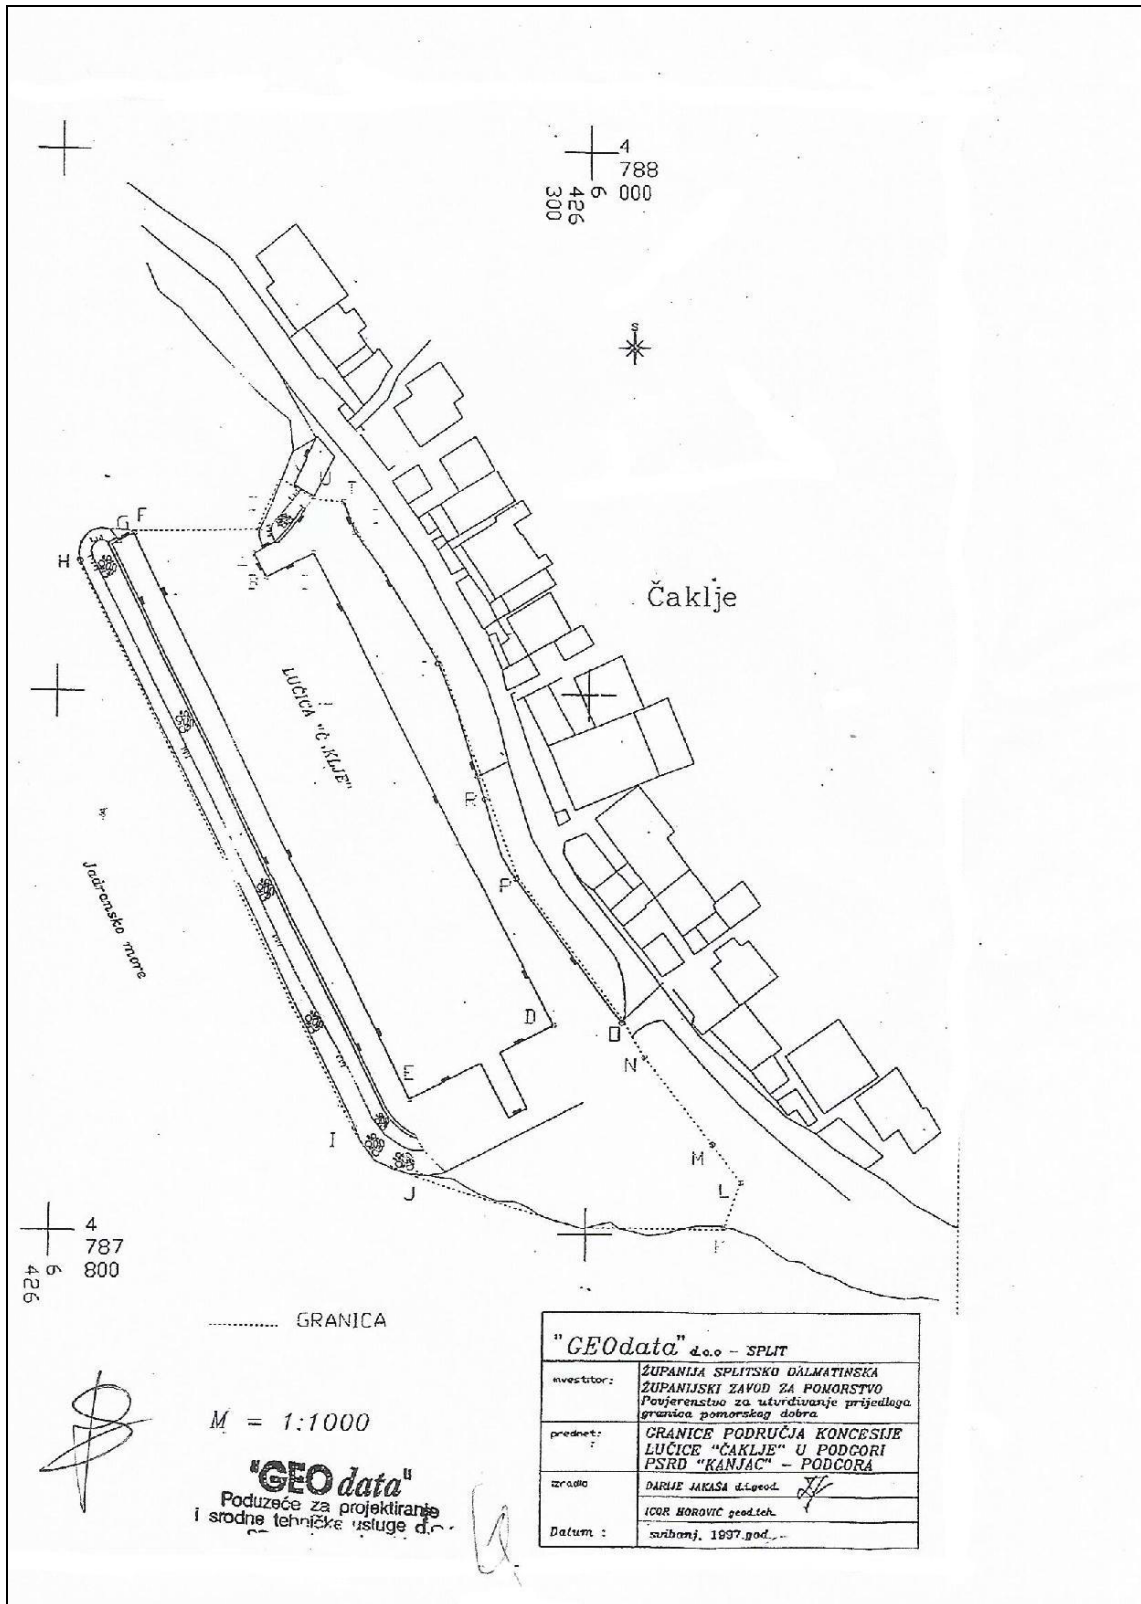 4
788
000
6
426
300
S
U
T
F
G
H
B
Čaklje
LUČICA "Č.KLJE"
R
Jadransko more
P
D
O
E
N
I
M
J
L
K
4
787
800
6
426
GRANICA
M = 1:1000
"GEOdata"
Poduzeće za projektiranje
i srodne tehničke usluge d.
"GEOdata" d.o.o - SPLIT
investitor:
ŽUPANIJA SPLITSKO DALMATINSKA
ŽUPANIJSKI ZAVOD ZA POMORSTVO
Povjerenstvo za utvrđivanje prijedloga
granica pomorskog dobra
predmet:
GRANICE PODRUČJA KONCESIJE
LUČICE "ČAKLJE" U PODGORI
PSRD "KANJAC" - PODGORA
izradio
DARIJE JAKAŠA d.i.geod.
IGOR HOROVIĆ geod.teh.
Datum :
svibanj, 1997.god.